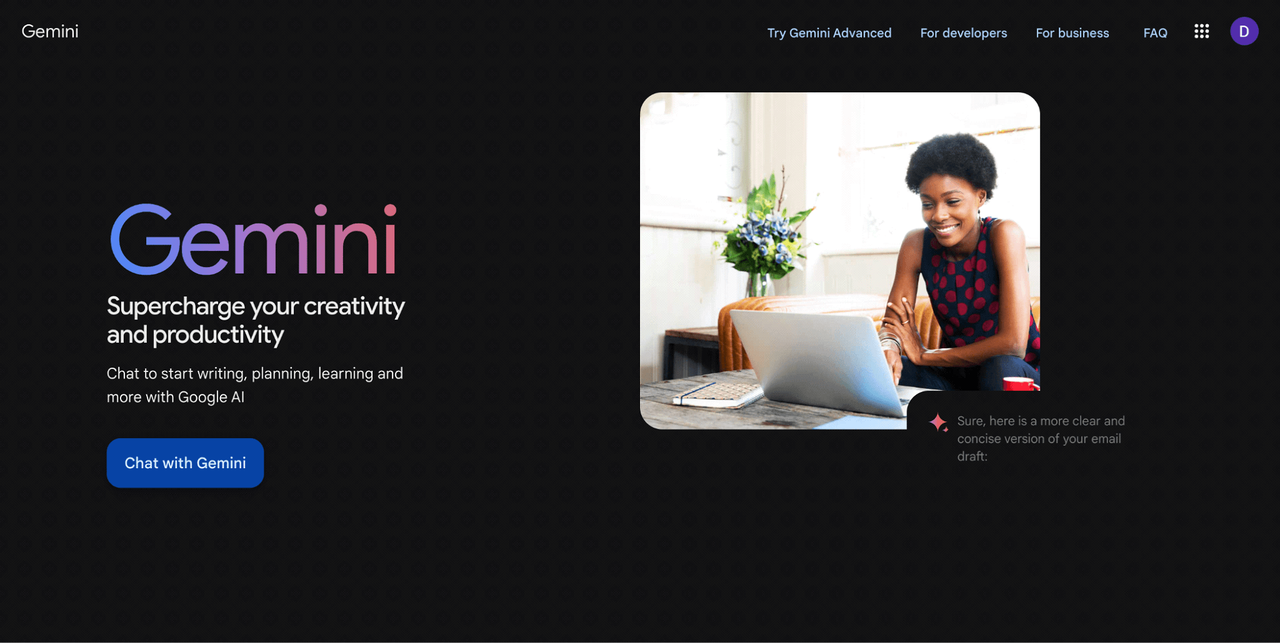 Gemini
Try Gemini Advanced
For developers
For business
FAQ
D
Gemini
Supercharge your creativity
and productivity
Chat to start writing, planning, learning and
more with Google AI
Chat with Gemini
Sure, here is a more clear and
concise version of your email
draft: